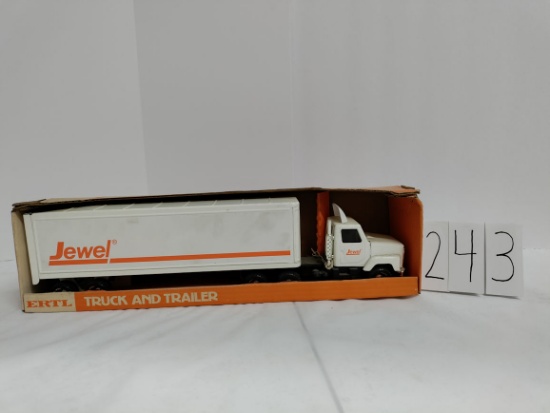 Jewel®
Jewel
243
ERTL TRUCK AND TRAILER